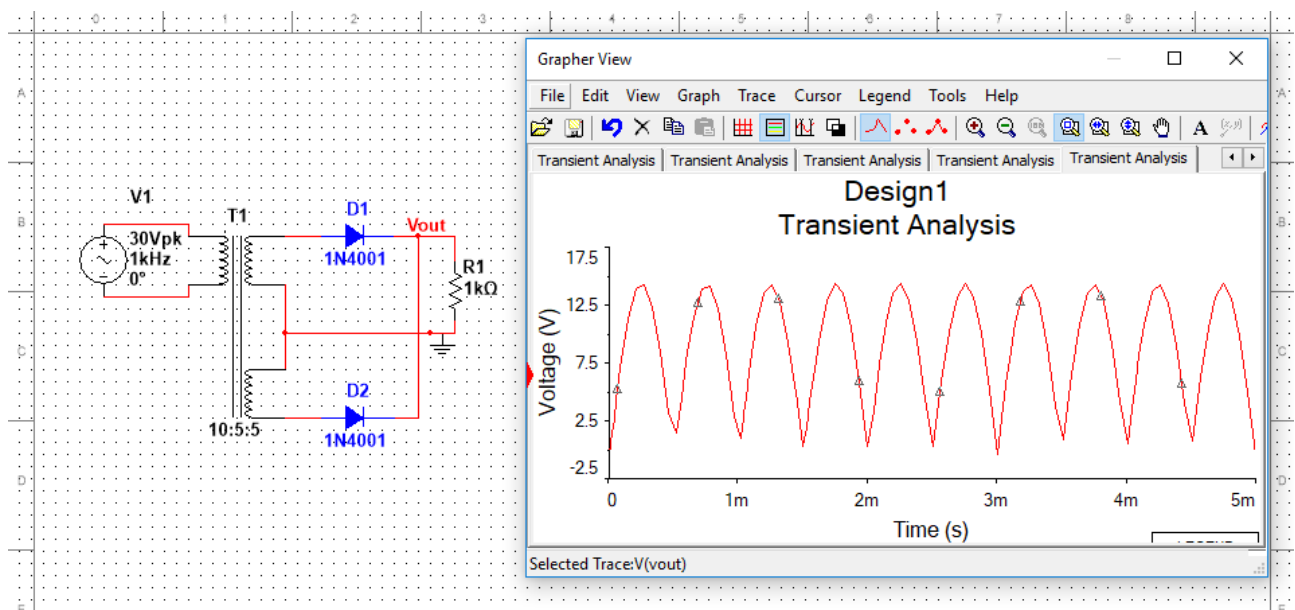 0 1 2 3 4 5 6 7 8
A
B
C
D
E
V1
30Vpk
1kHz
0°
T1
10:5:5
D1
1N4001
D2
1N4001
Vout
R1
1kΩ
Grapher View
File Edit View Graph Trace Cursor Legend Tools Help
A (x,y)
Transient Analysis Transient Analysis Transient Analysis Transient Analysis Transient Analysis
Design1
Transient Analysis
Voltage (V)
17.5
12.5
7.5
2.5
-2.5
0 1m 2m 3m 4m 5m
Time (s)
Selected Trace:V(vout)
A
B
C
D
E